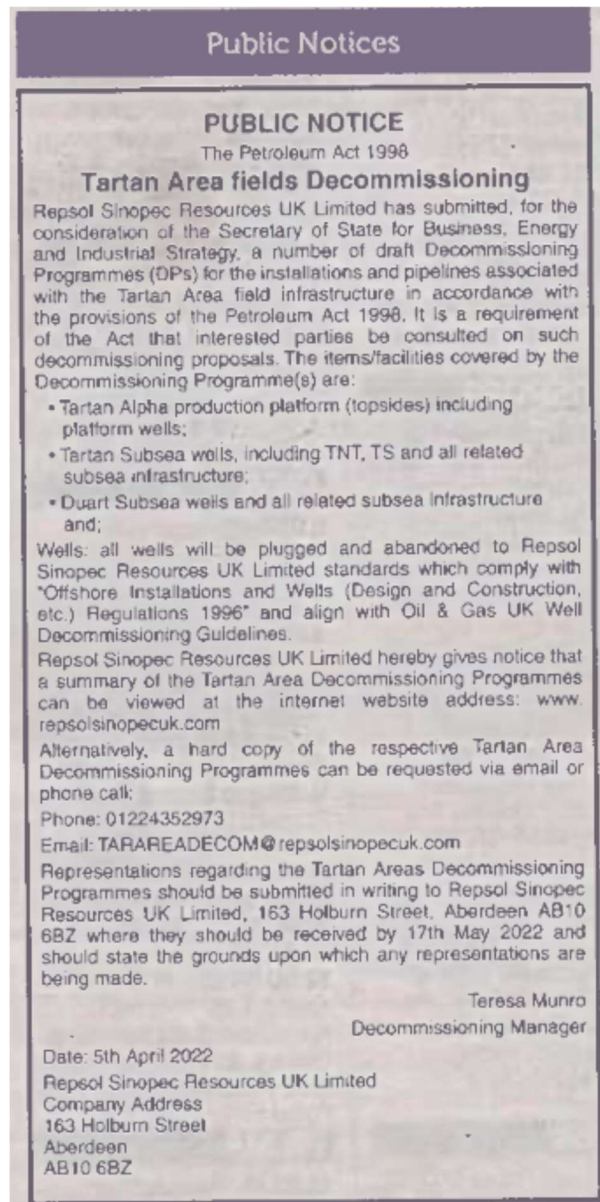 Public Notices
PUBLIC NOTICE
The Petroleum Act 1998
Tartan Area fields Decommissioning
Repsol Sinopec Resources UK Limited has submitted, for the
consideration of the Secretary of State for Business, Energy
and Industrial Strategy, a number of draft Decommissioning
Programmes (DPs) for the installations and pipelines associated
with the Tartan Area field infrastructure in accordance with
the provisions of the Petroleum Act 1998. It is a requirement
of the Act that interested parties be consulted on such
decommissioning proposals. The items/facilities covered by the
Decommissioning Programme(s) are:
• Tartan Alpha production platform (topsides) including
platform wells;
• Tartan Subsea wells, including TNT, TS and all related
subsea infrastructure;
• Duart Subsea wells and all related subsea infrastructure
and;
Wells: all wells will be plugged and abandoned to Repsol
Sinopec Resources UK Limited standards which comply with
"Offshore Installations and Wells (Design and Construction,
etc.) Regulations 1996" and align with Oil & Gas UK Well
Decommissioning Guidelines.
Repsol Sinopec Resources UK Limited hereby gives notice that
a summary of the Tartan Area Decommissioning Programmes
can be viewed at the internet website address: www.
repsolsinopecuk.com
Alternatively, a hard copy of the respective Tartan Area
Decommissioning Programmes can be requested via email or
phone call:
Phone: 01224352973
Email: TARAREADECOM@repsolsinopecuk.com
Representations regarding the Tartan Areas Decommissioning
Programmes should be submitted in writing to Repsol Sinopec
Resources UK Limited, 163 Holburn Street, Aberdeen AB10
6BZ where they should be received by 17th May 2022 and
should state the grounds upon which any representations are
being made.
Teresa Munro
Decommissioning Manager
Date: 5th April 2022
Repsol Sinopec Resources UK Limited
Company Address
163 Holburn Street
Aberdeen
AB10 6BZ